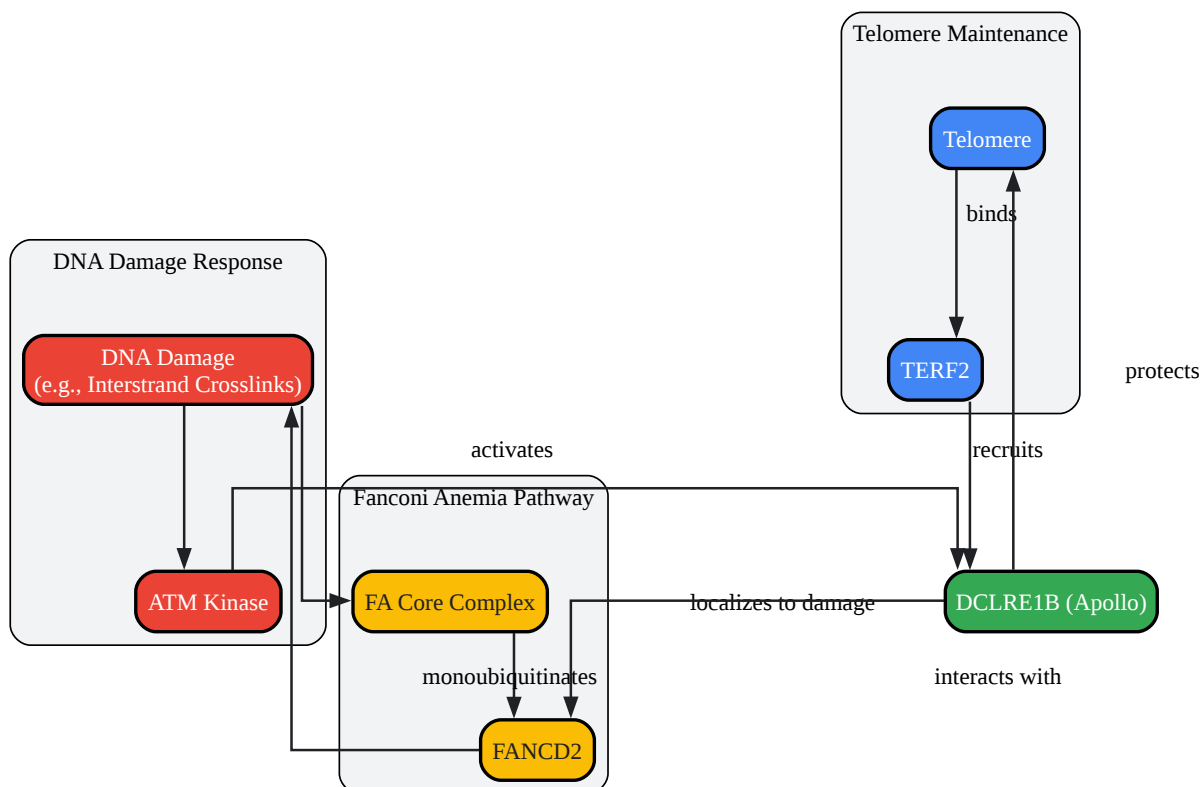 Telomere Maintenance
Telomere
binds
DNA Damage Response
DNA Damage
(e.g., Interstrand Crosslinks)
TERF2
protects
activates
recruits
Fanconi Anemia Pathway
ATM Kinase
FA Core Complex
localizes to damage
DCLRE1B (Apollo)
monoubiquitinates
interacts with
FANCD2